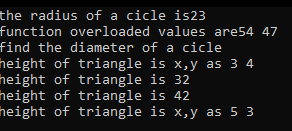 the radius of a cicle is23
function overloaded values are54 47
find the diameter of a cicle
height of triangle is x,y as 3 4
height of triangle is 32
height of triangle is 42
height of triangle is x,y as 5 3